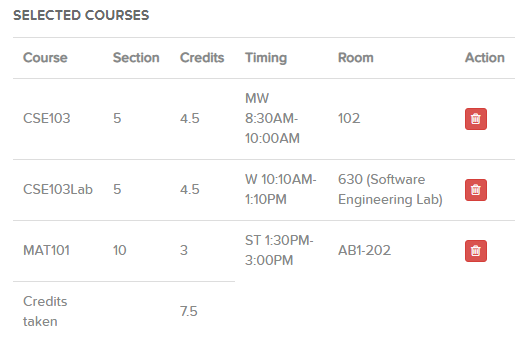 SELECTED COURSES
Course Section Credits Timing Room Action
MW
CSE103 5 4.5 8:30AM- 102
10:00AM
CSE103Lab 5 4.5 W 10:10AM- 630 (Software
1:10PM Engineering Lab)
MAT101 10 3 ST 1:30PM- AB1-202
3:00PM
Credits
taken 7.5